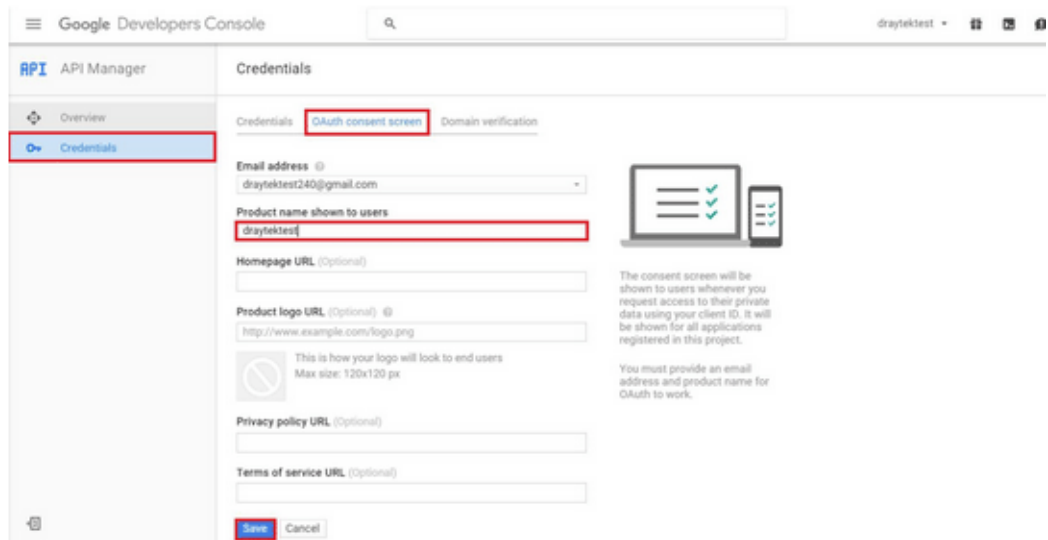 Google Developers Console
draytektest
API API Manager
Credentials
Overview
Credentials
Credentials OAuth consent screen Domain verification
Email address
draytektest240@gmail.com
Product name shown to users
draytektest
Homepage URL (Optional)
Product logo URL (Optional)
http://www.example.com/logo.png
This is how your logo will look to end users
Max size: 120x120 px
Privacy policy URL (Optional)
Terms of service URL (Optional)
Save Cancel
The consent screen will be
shown to users whenever you
request access to their private
data using your client ID. It will
be shown for all applications
registered in this project.
You must provide an email
address and product name for
OAuth to work.